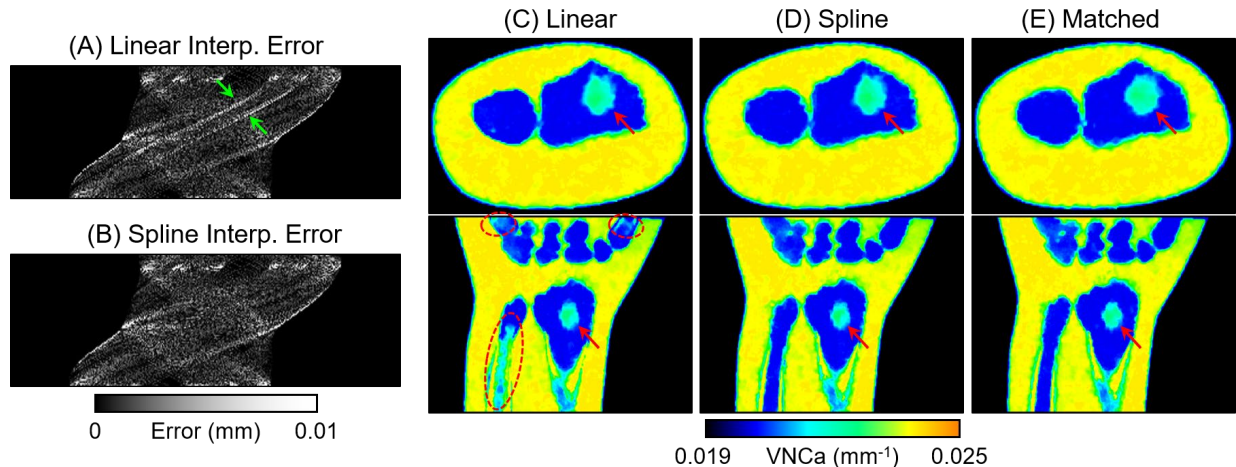 (A) Linear Interp. Error
(B) Spline Interp. Error
0 Error (mm) 0.01
(C) Linear
(D) Spline
(E) Matched
0.019 VNCa (mm⁻¹) 0.025